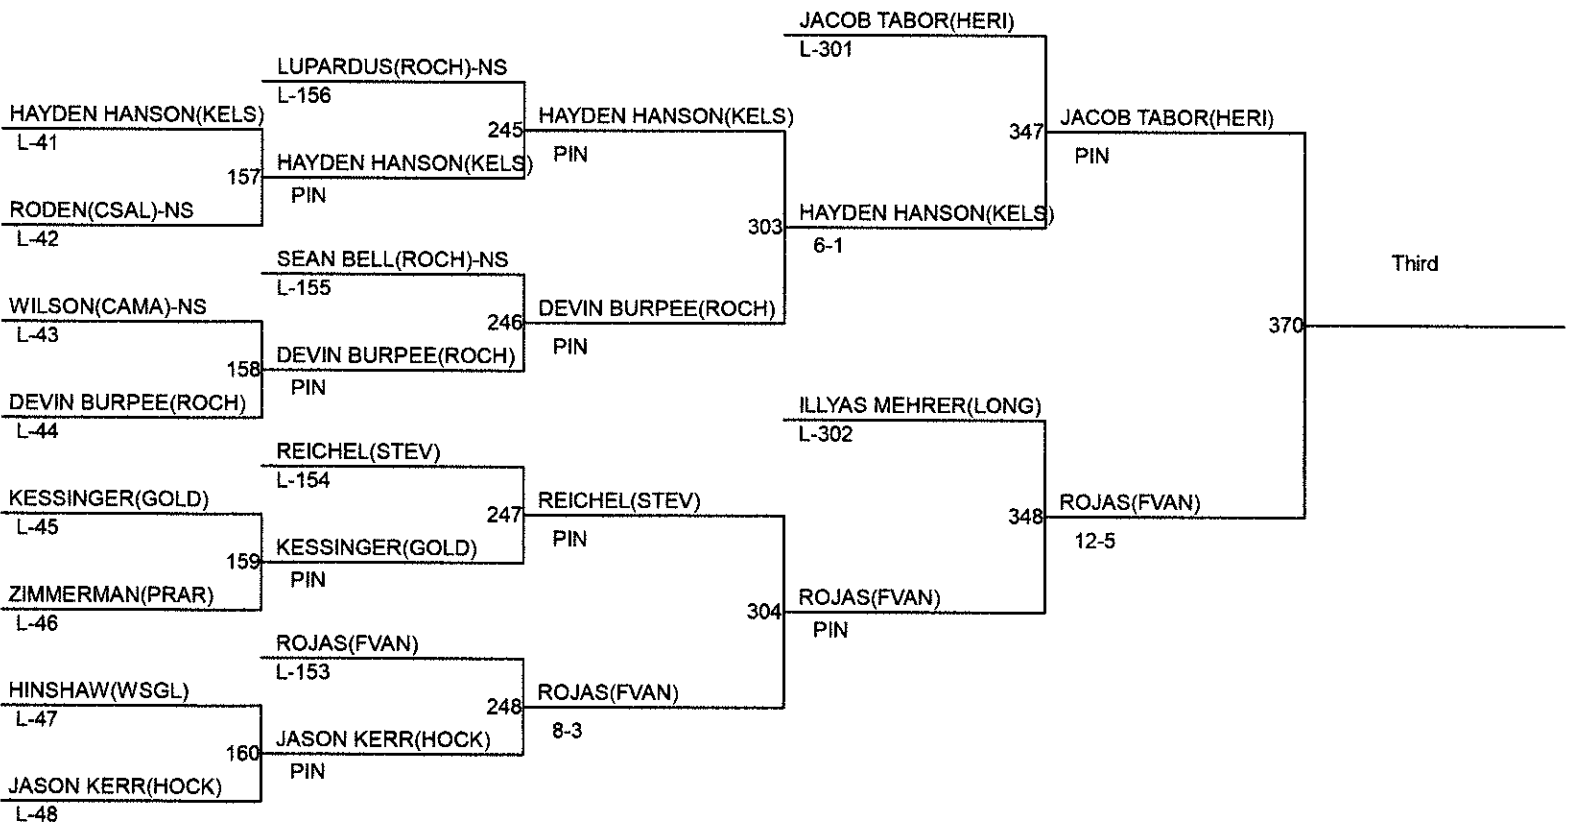 JACOB TABOR(HERI)
L-301
LUPARDUS(ROCH)-NS
L-156
HAYDEN HANSON(KELS)
L-41
245
HAYDEN HANSON(KELS)
PIN
347
JACOB TABOR(HERI)
PIN
157
HAYDEN HANSON(KELS)
PIN
RODEN(CSAL)-NS
L-42
303
HAYDEN HANSON(KELS)
6-1
SEAN BELL(ROCH)-NS
L-155
Third
WILSON(CAMA)-NS
L-43
246
DEVIN BURPEE(ROCH)
PIN
370
158
DEVIN BURPEE(ROCH)
PIN
DEVIN BURPEE(ROCH)
L-44
ILLYAS MEHRER(LONG)
L-302
REICHEL(STEV)
L-154
KESSINGER(GOLD)
L-45
247
REICHEL(STEV)
PIN
348
ROJAS(FVAN)
12-5
159
KESSINGER(GOLD)
PIN
ZIMMERMAN(PRAR)
L-46
304
ROJAS(FVAN)
PIN
ROJAS(FVAN)
L-153
HINSHAW(WSGL)
L-47
248
ROJAS(FVAN)
8-3
160
JASON KERR(HOCK)
PIN
JASON KERR(HOCK)
L-48